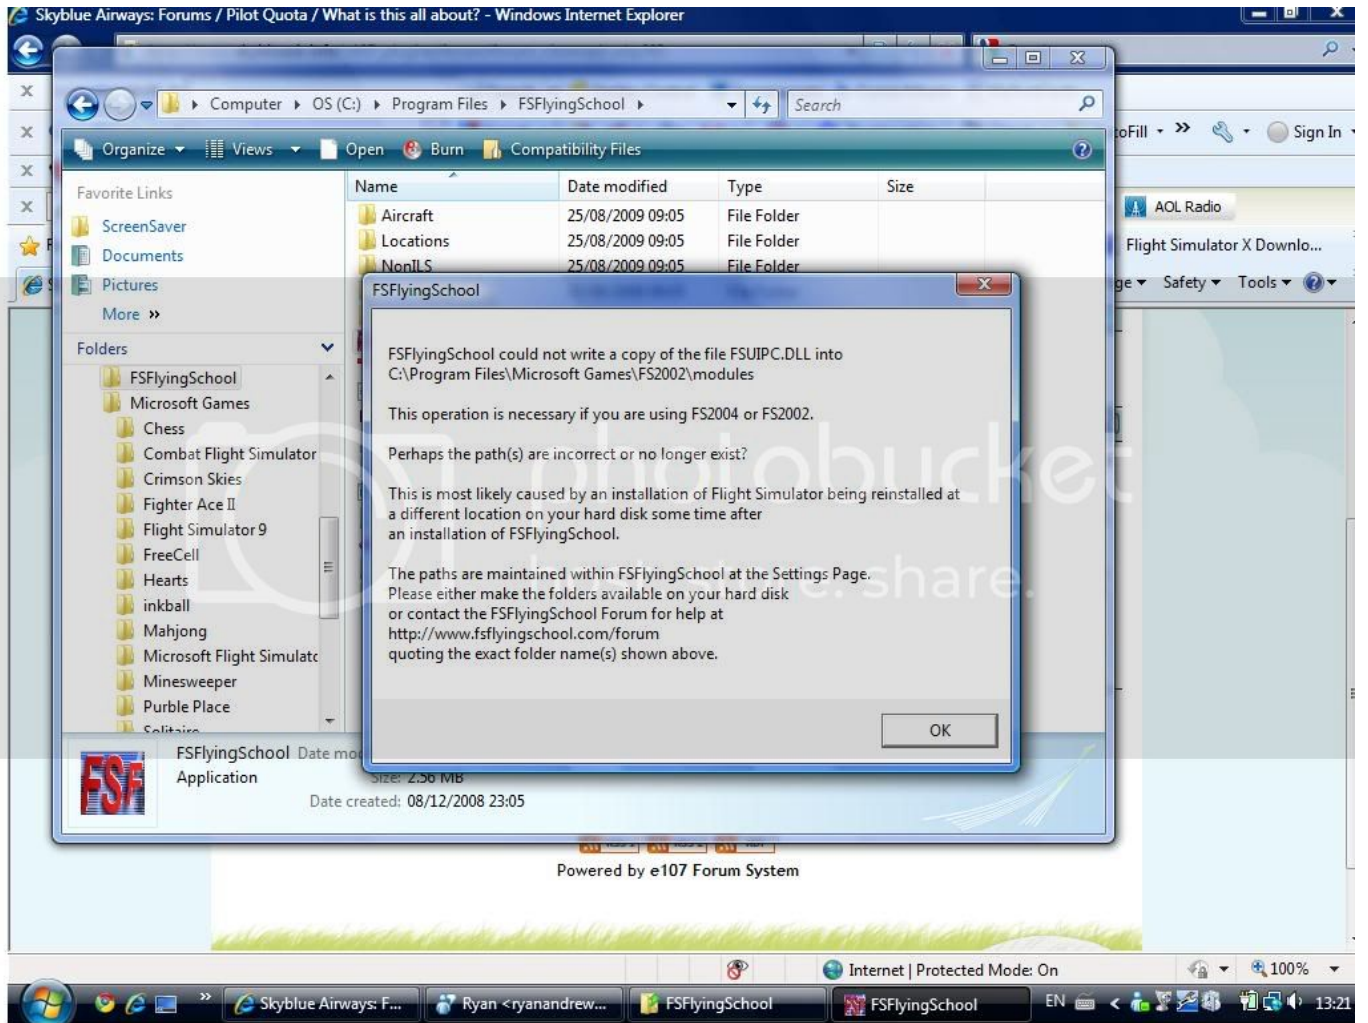 Skyblue Airways: Forums / Pilot Quota / What is this all about? - Windows Internet Explorer
Computer OS (C:) Program Files FSFlyingSchool Search
Organize Views Open Burn Compatibility Files
oFill Sign In
Favorite Links
Name Date modified Type Size
ScreenSaver
Aircraft 25/08/2009 09:05 File Folder
AOL Radio
Documents
Locations 25/08/2009 09:05 File Folder
Flight Simulator X Downlo...
NonILS 25/08/2009 09:05 File Folder
Pictures
ge Safety Tools
More »
Folders
FSFlyingSchool
Microsoft Games
Chess
Combat Flight Simulator
Crimson Skies
Fighter Ace II
Flight Simulator 9
FreeCell
Hearts
inkball
Mahjong
Microsoft Flight Simulatc
Minesweeper
Purble Place
Solitaire
FSFlyingSchool
FSFlyingSchool could not write a copy of the file FSUIPC.DLL into
C:\Program Files\Microsoft Games\FS2002\modules
This operation is necessary if you are using FS2004 or FS2002.
Perhaps the path(s) are incorrect or no longer exist?
This is most likely caused by an installation of Flight Simulator being reinstalled at
a different location on your hard disk some time after
an installation of FSFlyingSchool.
The paths are maintained within FSFlyingSchool at the Settings Page.
Please either make the folders available on your hard disk
or contact the FSFlyingSchool Forum for help at
http://www.fsflyingschool.com/forum
quoting the exact folder name(s) shown above.
OK
photobucket
host. store. share.
FSF
FSFlyingSchool Date mo
Application Size: 2.56 MB
Date created: 08/12/2008 23:05
Powered by e107 Forum System
Internet | Protected Mode: On 100%
Skyblue Airways: F... Ryan <ryanandrew... FSFlyingSchool FSFlyingSchool EN 13:21